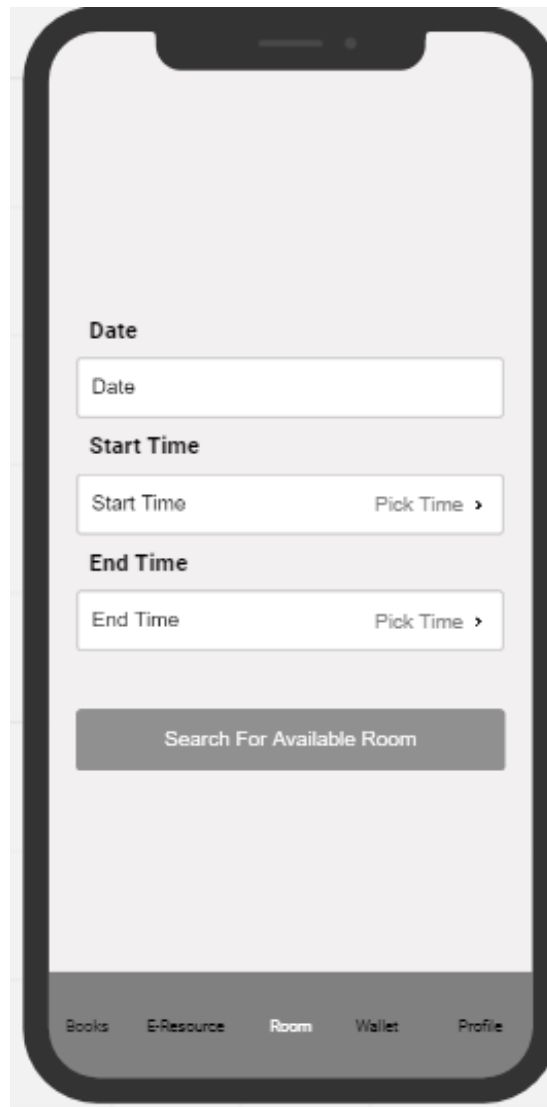 Date
Date
Start Time
Start Time Pick Time >
End Time
End Time Pick Time >
Search For Available Room
Books E-Resource Room Wallet Profile